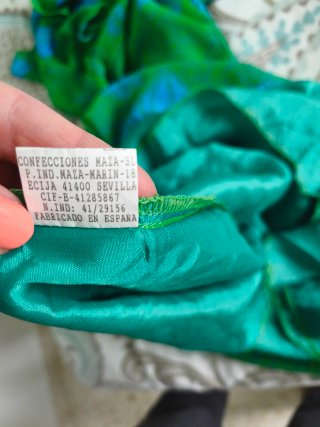 CONFECCIONES MAZA-SL
P.IND.MAZA-MARIN-18
ECIJA 41400 SEVILLA
CIF-B-41285867
N.IND: 41/29156
FABRICADO EN ESPAÑA